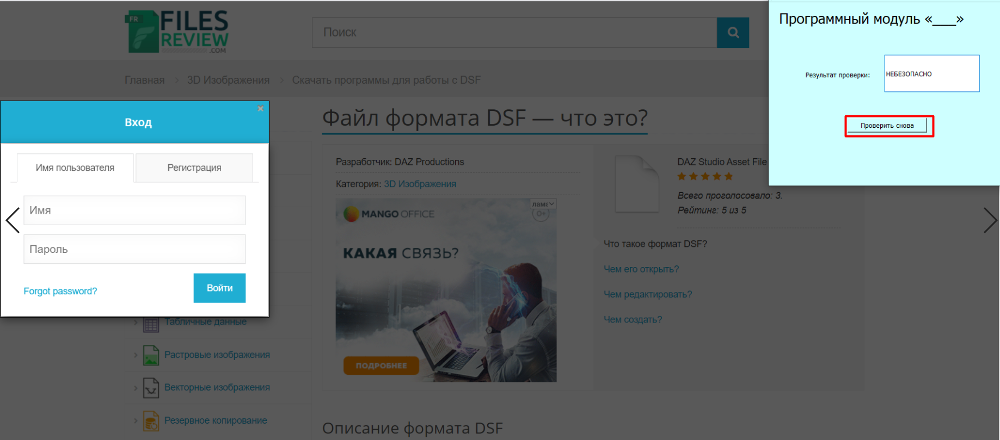 FR
FILES
REVIEW
.COM
Поиск
Программный модуль «___»
Результат проверки:
НЕБЕЗОПАСНО
Проверить снова
Главная > 3D Изображения > Скачать программы для работы с DSF
Вход
Имя пользователя
Регистрация
Имя
Пароль
Forgot password?
Войти
Табличные данные
Растровые изображения
Векторные изображения
Резервное копирование
Файл формата DSF — что это?
Разработчик: DAZ Productions
Категория: 3D Изображения
MANGO OFFICE
лама
0+
КАКАЯ СВЯЗЬ?
ПОДРОБНЕЕ
DAZ Studio Asset File
Всего проголосовало: 3.
Рейтинг: 5 из 5
Что такое формат DSF?
Чем его открыть?
Чем редактировать?
Чем создать?
Описание формата DSF